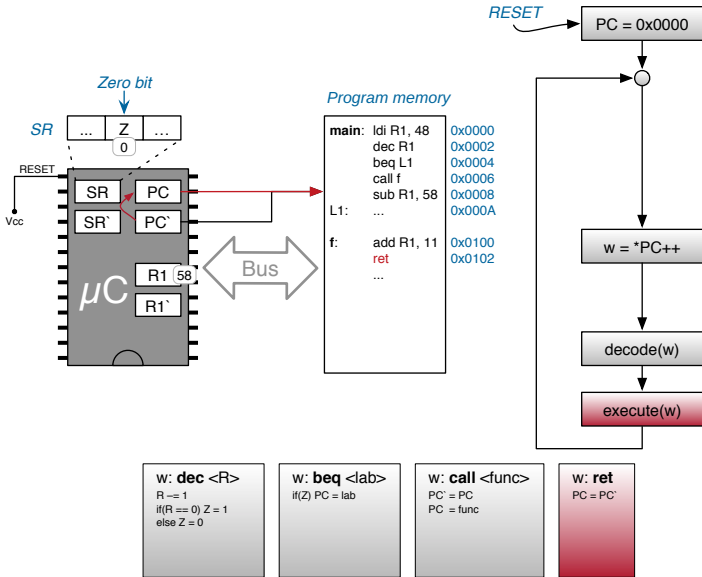 RESET
PC = 0x0000
Zero bit
Program memory
SR
... Z ...
0
main: ldi R1, 48 0x0000
dec R1 0x0002
beq L1 0x0004
call f 0x0006
sub R1, 58 0x0008
L1: ... 0x000A
f: add R1, 11 0x0100
ret 0x0102
...
RESET
Vcc
SR PC
SR` PC`
R1 58
R1`
µC
Bus
w = *PC++
decode(w)
execute(w)
w: dec <R>
R –= 1
if(R == 0) Z = 1
else Z = 0
w: beq <lab>
if(Z) PC = lab
w: call <func>
PC` = PC
PC = func
w: ret
PC = PC`